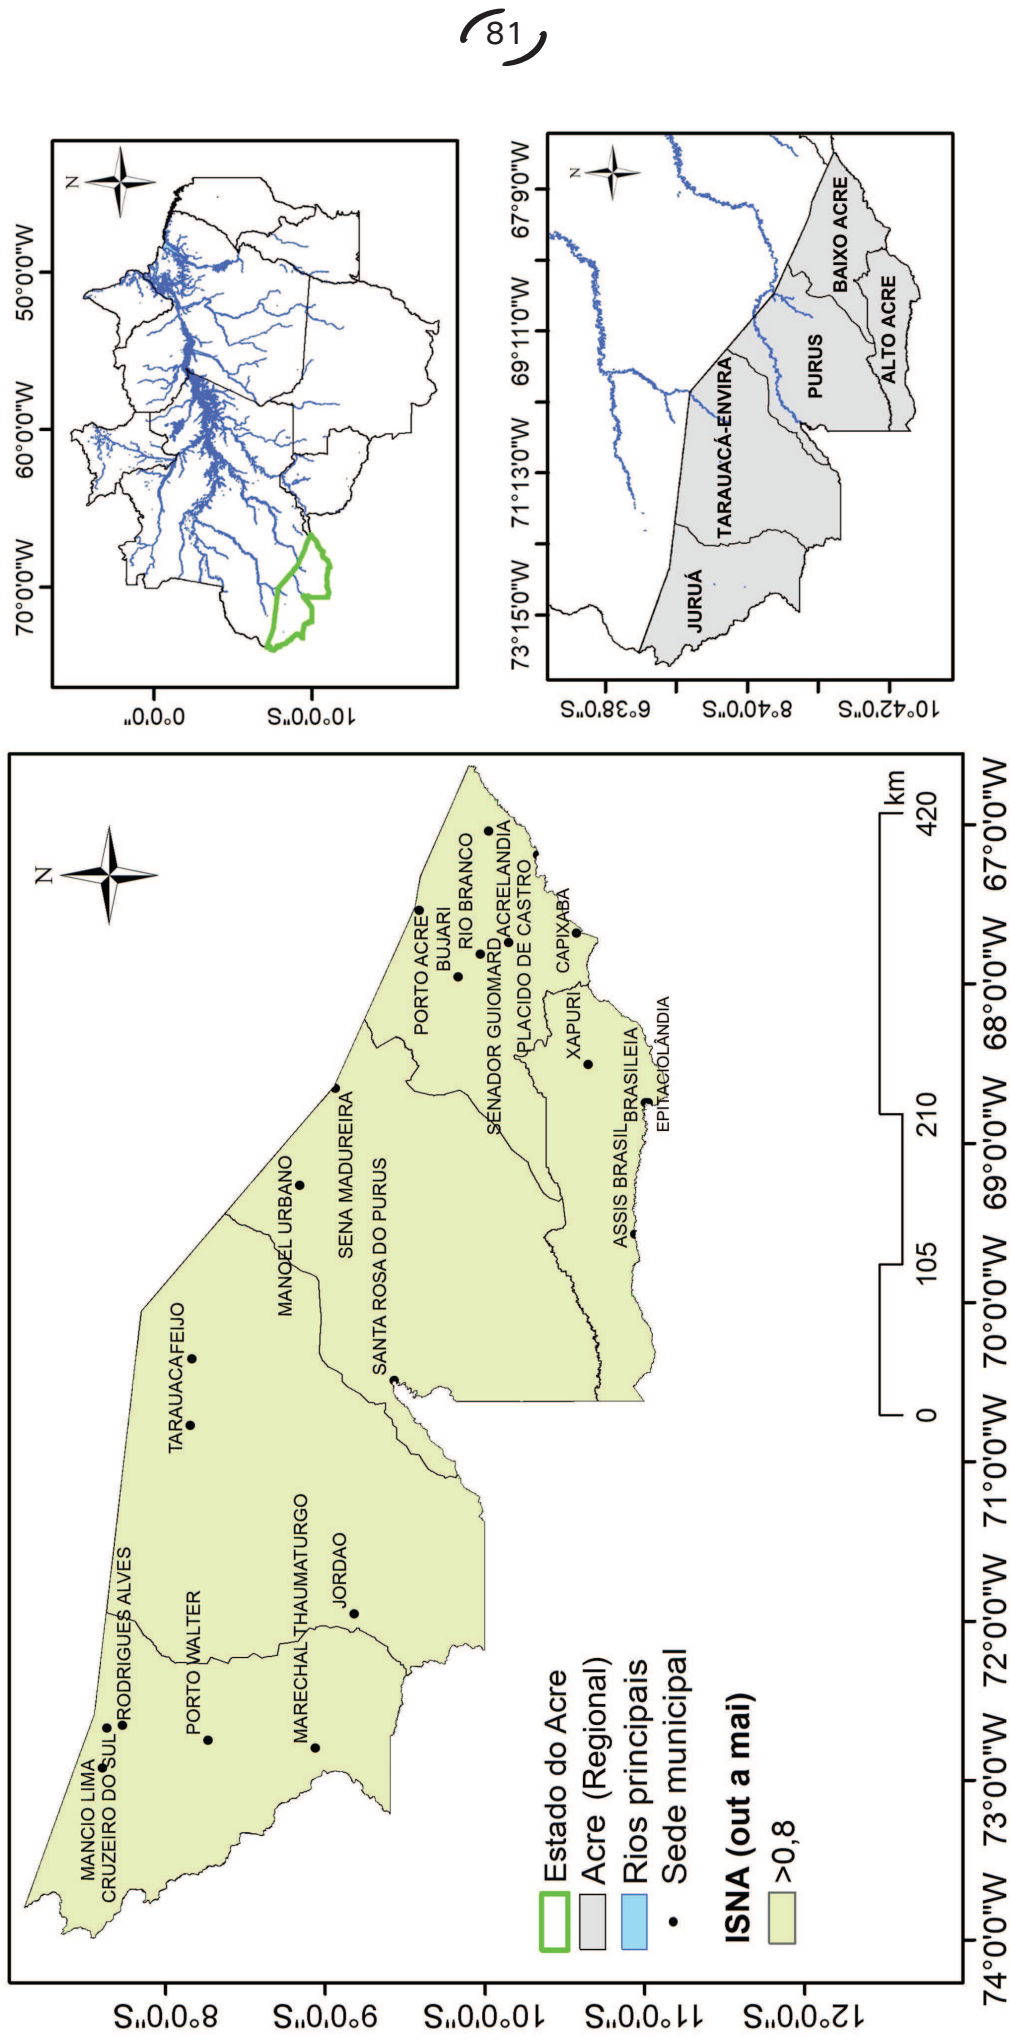 81
N
70°0'0"W
60°0'0"W
50°0'0"W
0°0'0"
10°0'0"S
N
73°15'0"W
71°13'0"W
69°11'0"W
67°9'0"W
6°38'0"S
8°40'0"S
10°42'0"S
JURUÁ
TARAUACÁ-ENVIRA
PURUS
BAIXO ACRE
ALTO ACRE
N
MANCIO LIMA
CRUZEIRO DO SUL
RODRIGUES ALVES
PORTO WALTER
MARECHAL THAUMATURGO
JORDAO
TARAUACA
FEIJO
MANOEL URBANO
SENA MADUREIRA
SANTA ROSA DO PURUS
PORTO ACRE
BUJARI
RIO BRANCO
SENADOR GUIOMARD
ACRELANDIA
PLACIDO DE CASTRO
CAPIXABA
XAPURI
BRASILEIA
EPITACIOLÂNDIA
ASSIS BRASIL
8°0'0"S
9°0'0"S
10°0'0"S
11°0'0"S
12°0'0"S
74°0'0"W
73°0'0"W
72°0'0"W
71°0'0"W
70°0'0"W
69°0'0"W
68°0'0"W
67°0'0"W
0
105
210
420
km
Estado do Acre
Acre (Regional)
Rios principais
Sede municipal
ISNA (out a mai)
>0,8